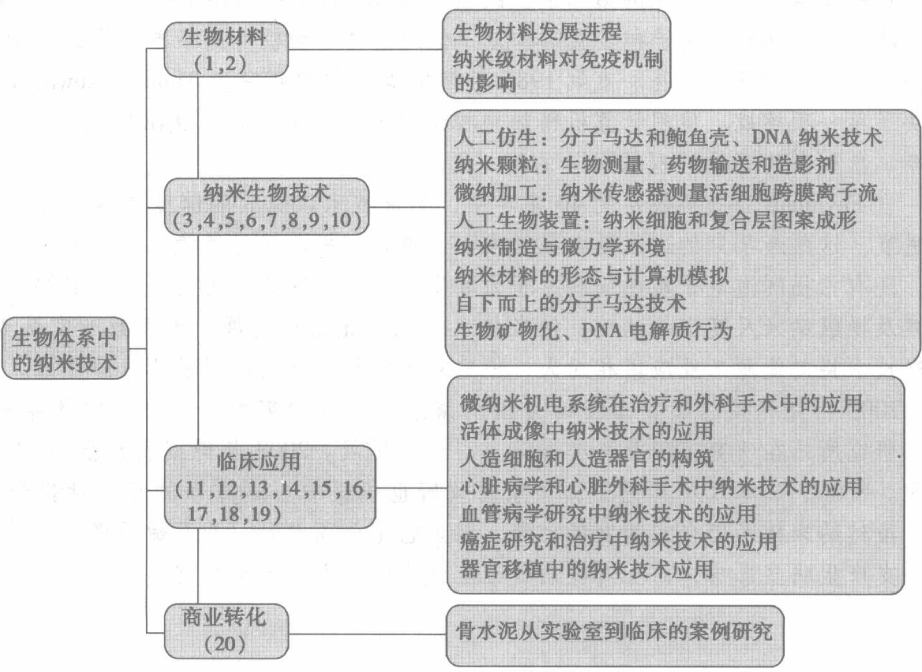 生物材料
(1,2)
生物材料发展进程
纳米级材料对免疫机制
的影响
纳米生物技术
(3,4,5,6,7,8,9,10)
人工仿生：分子马达和鲍鱼壳、DNA 纳米技术
纳米颗粒：生物测量、药物输送和造影剂
微纳加工：纳米传感器测量活细胞跨膜离子流
人工生物装置：纳米细胞和复合层图案成形
纳米制造与微力学环境
纳米材料的形态与计算机模拟
自下而上的分子马达技术
生物矿物化、DNA 电解质行为
生物体系中
的纳米技术
临床应用
(11,12,13,14,15,16,
17,18,19)
微纳米机电系统在治疗和外科手术中的应用
活体成像中纳米技术的应用
人造细胞和人造器官的构筑
心脏病学和心脏外科手术中纳米技术的应用
血管病学研究中纳米技术的应用
癌症研究和治疗中纳米技术的应用
器官移植中的纳米技术应用
商业转化
(20)
骨水泥从实验室到临床的案例研究